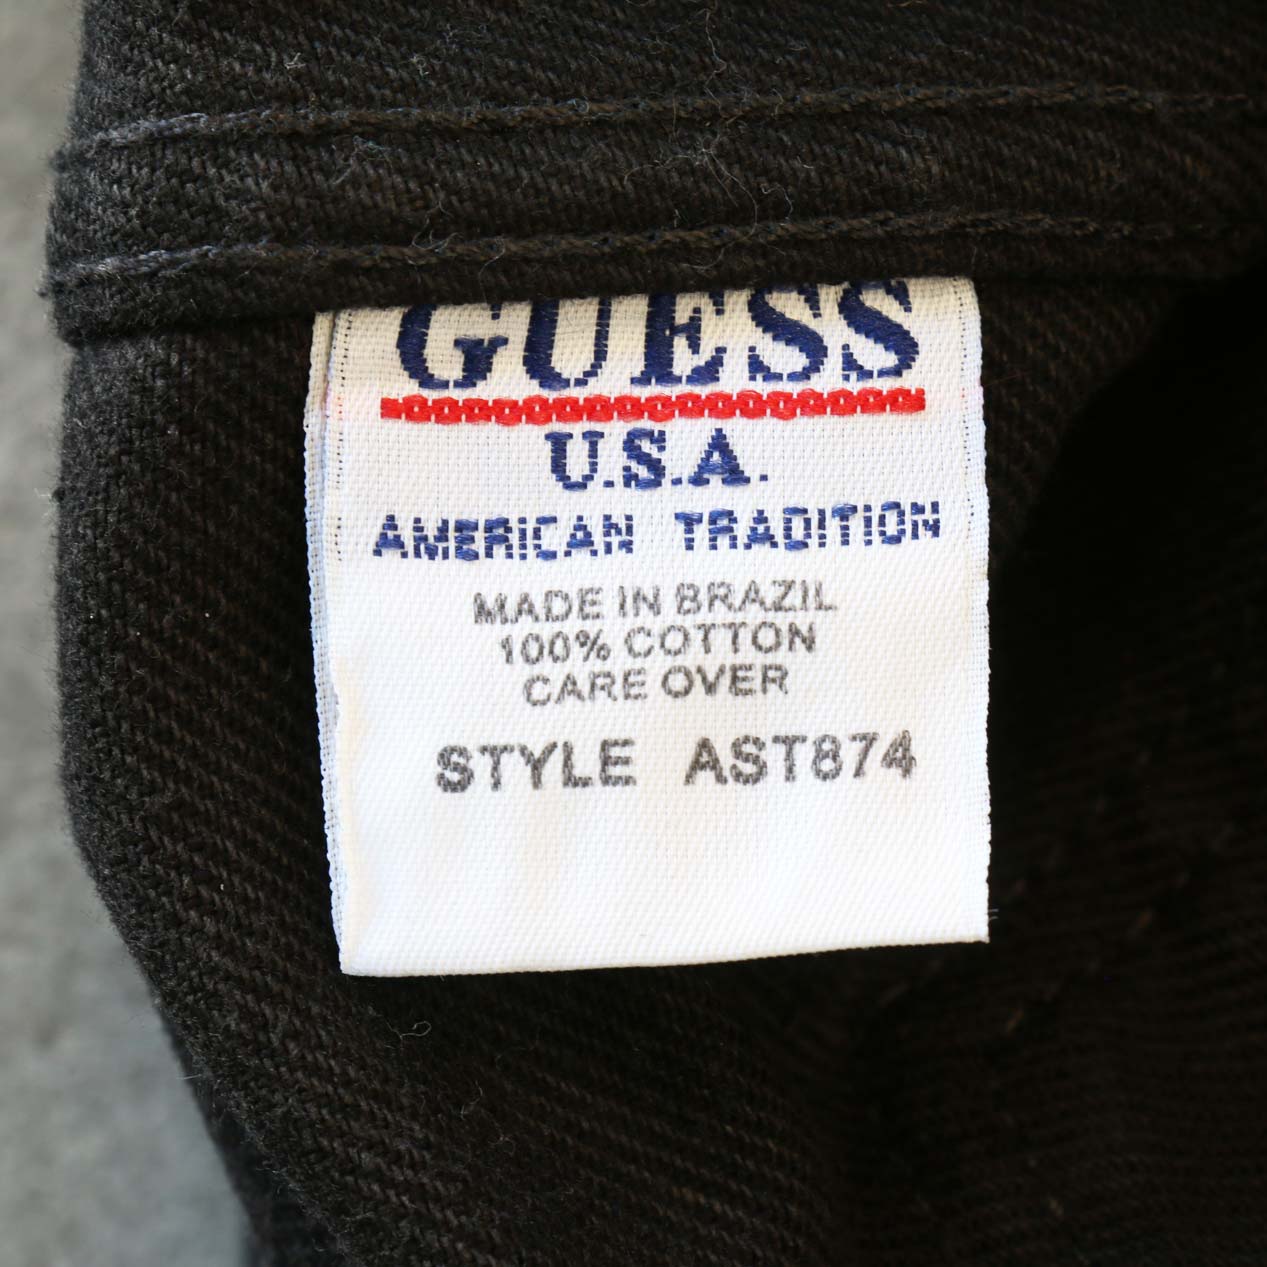 GUESS
U.S.A.
AMERICAN TRADITION
MADE IN BRAZIL
100% COTTON
CARE OVER
STYLE AST874